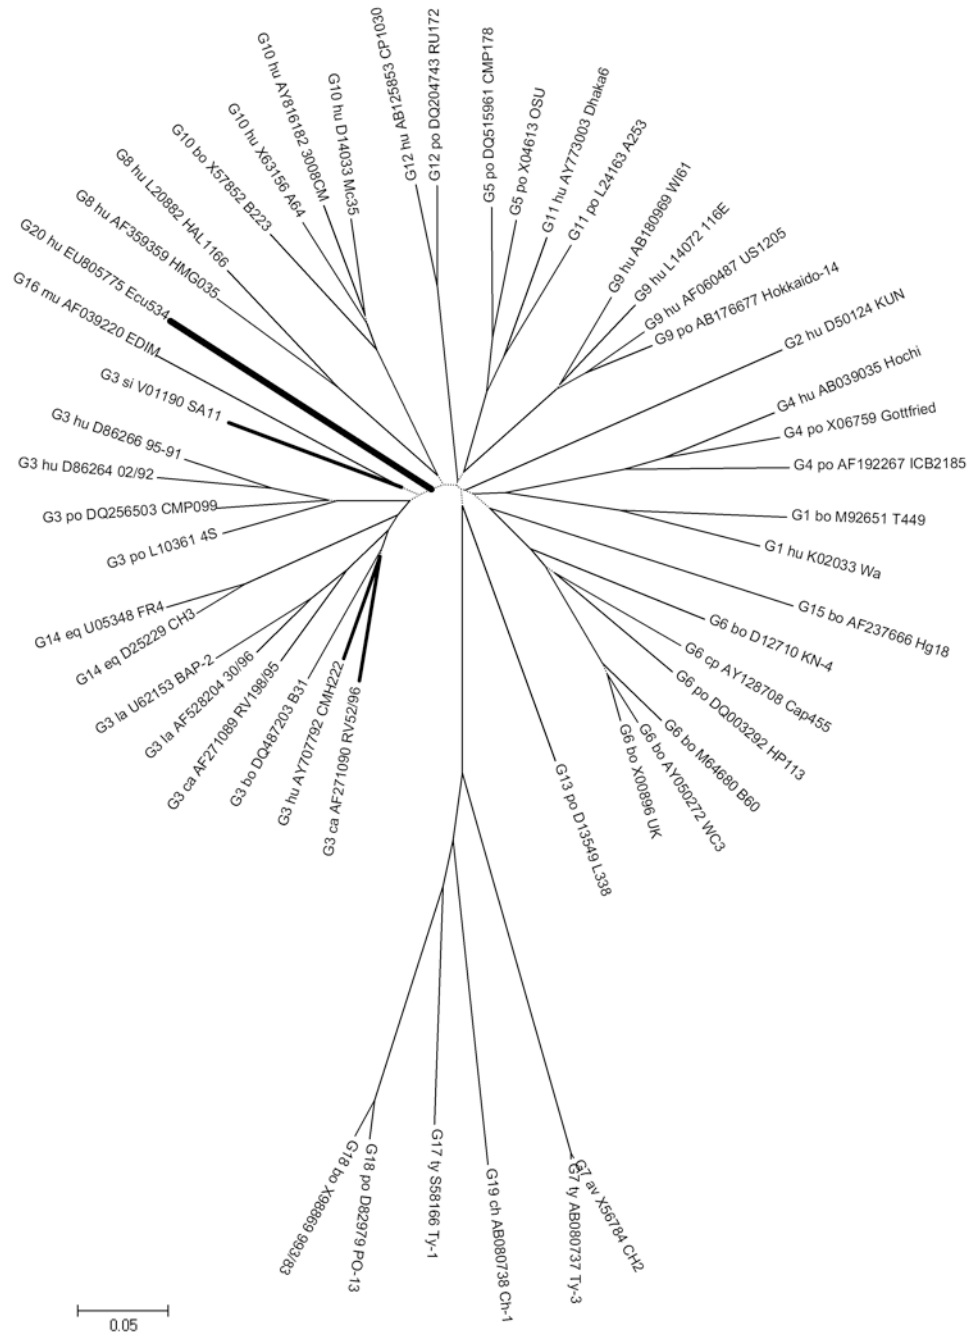 G12 hu AB125853 CP1030
G12 po DQ204743 RU172
G5 po DQ515961 CMP178
G5 po X04613 OSU
G11 hu AY773003 Dhaka6
G11 po L24163 A253
G9 hu AB180969 WI61
G9 hu L14072 116E
G9 hu AF060487 US1205
G9 po AB176677 Hokkaido-14
G2 hu D50124 KUN
G4 hu AB039035 Hochi
G4 po X06759 Gottfried
G4 po AF192267 ICB2185
G1 bo M92651 T449
G1 hu K02033 Wa
G15 bo AF237666 Hg18
G6 bo D12710 KN-4
G6 cp AY128708 Cap455
G6 po DQ003292 HP113
G6 bo M64680 B60
G6 bo AY050272 WC3
G6 bo X00896 UK
G13 po D13549 L338
G7 av X56784 CH2
G7 ty AB080737 Ty-3
G19 ch AB080738 Ch-1
G17 ty S58166 Ty-1
G18 po D82979 PO-13
G18 bo X98869 993/83
G3 ca AF271090 RV52/96
G3 hu AY707792 CMH222
G3 bo DQ487203 B31
G3 ca AF271089 RV198/95
G3 la AF528204 30/96
G3 la U62153 BAP-2
G14 eq D25229 CH3
G14 eq U05348 FR4
G3 po L10361 4S
G3 po DQ256503 CMP099
G3 hu D86264 02/92
G3 hu D86266 95-91
G3 si V01190 SA11
G16 mu AF039220 EDIM
G20 hu EU805775 Ecu534
G8 hu AF359359 HMG035
G8 hu L20882 HAL1166
G10 bo X57852 B223
G10 hu X63156 A64
G10 hu AY816182 3008CM
G10 hu D14033 Mc35
0.05